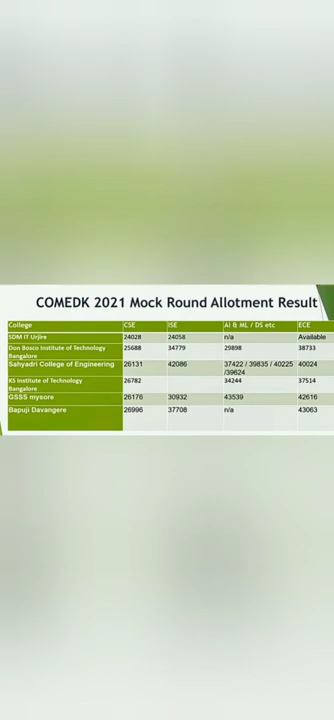 COMEDK 2021 Mock Round Allotment Result
College CSE ISE AI & ML / DS etc ECE
SDM IT Urjire 24028 24058 n/a Available
Don Bosco Institute of Technology 25688 34779 29898 38733
Bangalore
Sahyadri College of Engineering 26131 42086 37422 / 39835 / 40225 40024
/39624
KS Institute of Technology 26782 34244 37514
Bangalore
GSSS mysore 26176 30932 43539 42616
Bapuji Davangere 26996 37708 n/a 43063